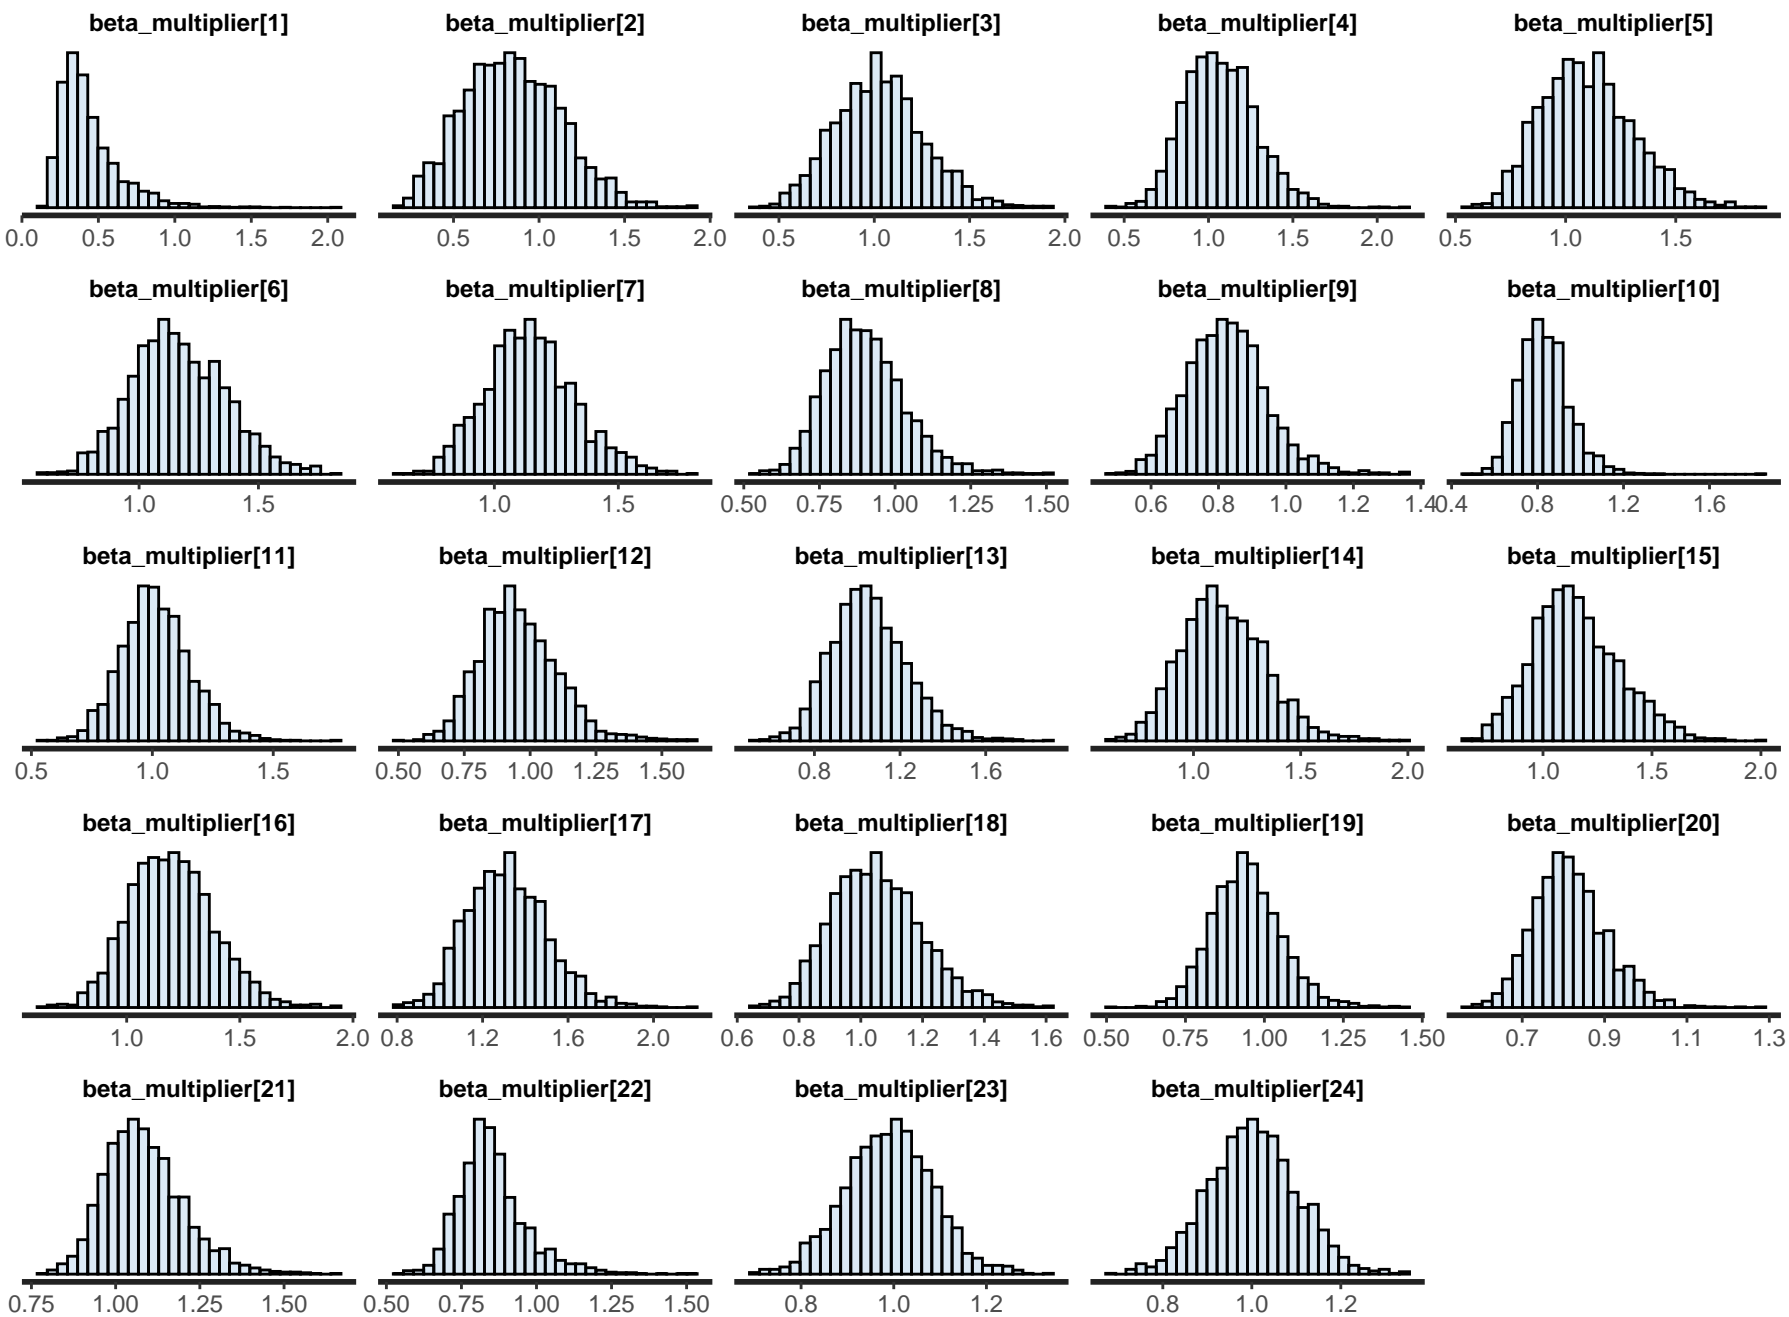 beta_multiplier[1] beta_multiplier[2] beta_multiplier[3] beta_multiplier[4] beta_multiplier[5]
0.0 0.5 1.0 1.5 2.0 0.5 1.0 1.5 2.0 0.5 1.0 1.5 2.0 0.5 1.0 1.5 2.0 0.5 1.0 1.5
beta_multiplier[6] beta_multiplier[7] beta_multiplier[8] beta_multiplier[9] beta_multiplier[10]
1.0 1.5 1.0 1.5 0.50 0.75 1.00 1.25 1.50 0.6 0.8 1.0 1.2 1.4 0.4 0.8 1.2 1.6
beta_multiplier[11] beta_multiplier[12] beta_multiplier[13] beta_multiplier[14] beta_multiplier[15]
0.5 1.0 1.5 0.50 0.75 1.00 1.25 1.50 0.8 1.2 1.6 1.0 1.5 2.0 1.0 1.5 2.0
beta_multiplier[16] beta_multiplier[17] beta_multiplier[18] beta_multiplier[19] beta_multiplier[20]
1.0 1.5 2.0 0.8 1.2 1.6 2.0 0.6 0.8 1.0 1.2 1.4 1.6 0.50 0.75 1.00 1.25 1.50 0.7 0.9 1.1 1.3
beta_multiplier[21] beta_multiplier[22] beta_multiplier[23] beta_multiplier[24]
0.75 1.00 1.25 1.50 0.50 0.75 1.00 1.25 1.50 0.8 1.0 1.2 0.8 1.0 1.2